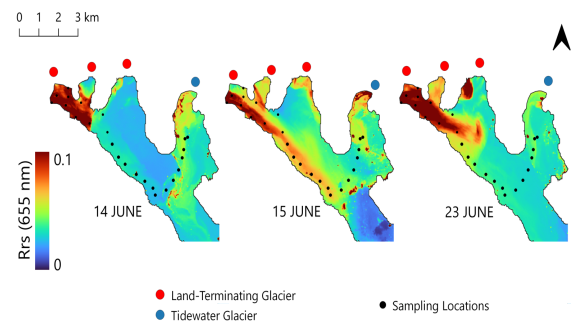 0 1 2 3 km
0.1
Rrs (655 nm)
0
14 JUNE
15 JUNE
23 JUNE
Land-Terminating Glacier
Tidewater Glacier
Sampling Locations